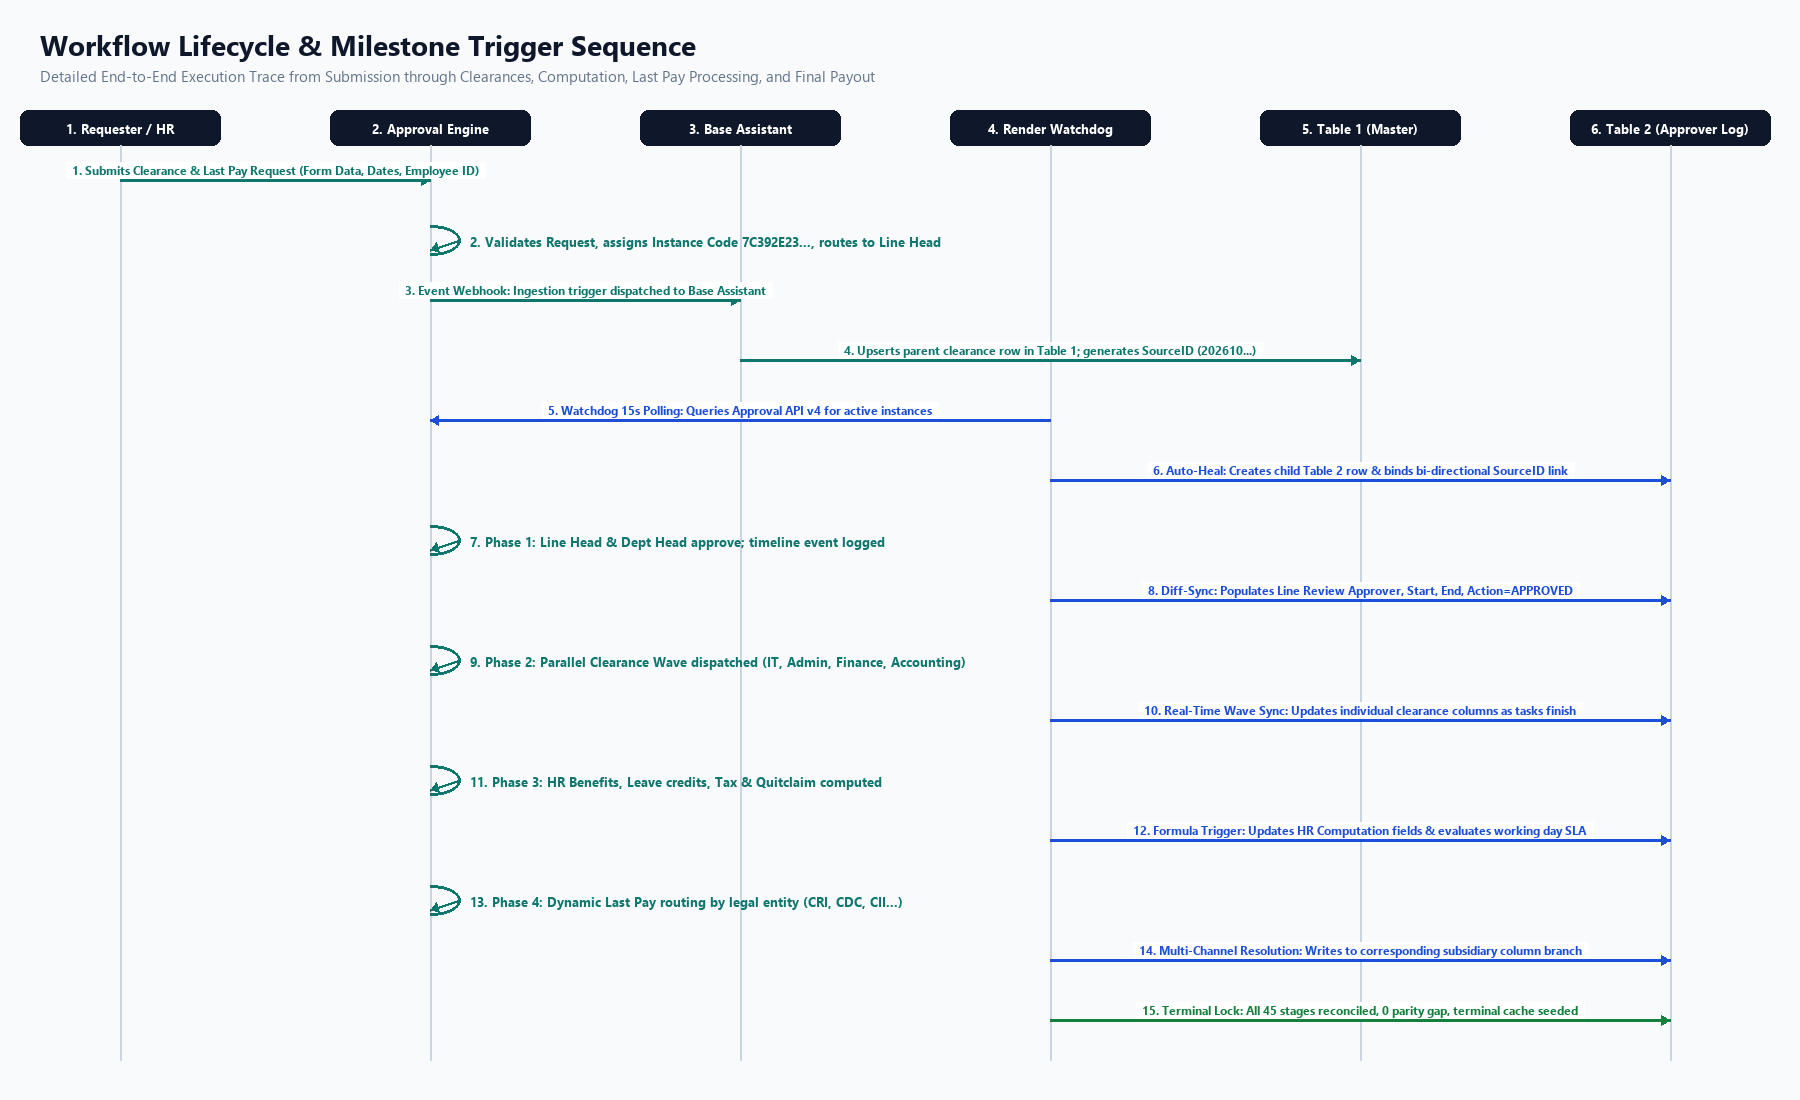 Workflow Lifecycle & Milestone Trigger Sequence
Detailed End-to-End Execution Trace from Submission through Clearances, Computation, Last Pay Processing, and Final Payout
1. Requester / HR
2. Approval Engine
3. Base Assistant
4. Render Watchdog
5. Table 1 (Master)
6. Table 2 (Approver Log)
1. Submits Clearance & Last Pay Request (Form Data, Dates, Employee ID)
2. Validates Request, assigns Instance Code 7C392E23..., routes to Line Head
3. Event Webhook: Ingestion trigger dispatched to Base Assistant
4. Upserts parent clearance row in Table 1; generates SourceID (202610...)
5. Watchdog 15s Polling: Queries Approval API v4 for active instances
6. Auto-Heal: Creates child Table 2 row & binds bi-directional SourceID link
7. Phase 1: Line Head & Dept Head approve; timeline event logged
8. Diff-Sync: Populates Line Review Approver, Start, End, Action=APPROVED
9. Phase 2: Parallel Clearance Wave dispatched (IT, Admin, Finance, Accounting)
10. Real-Time Wave Sync: Updates individual clearance columns as tasks finish
11. Phase 3: HR Benefits, Leave credits, Tax & Quitclaim computed
12. Formula Trigger: Updates HR Computation fields & evaluates working day SLA
13. Phase 4: Dynamic Last Pay routing by legal entity (CRI, CDC, CII...)
14. Multi-Channel Resolution: Writes to corresponding subsidiary column branch
15. Terminal Lock: All 45 stages reconciled, 0 parity gap, terminal cache seeded